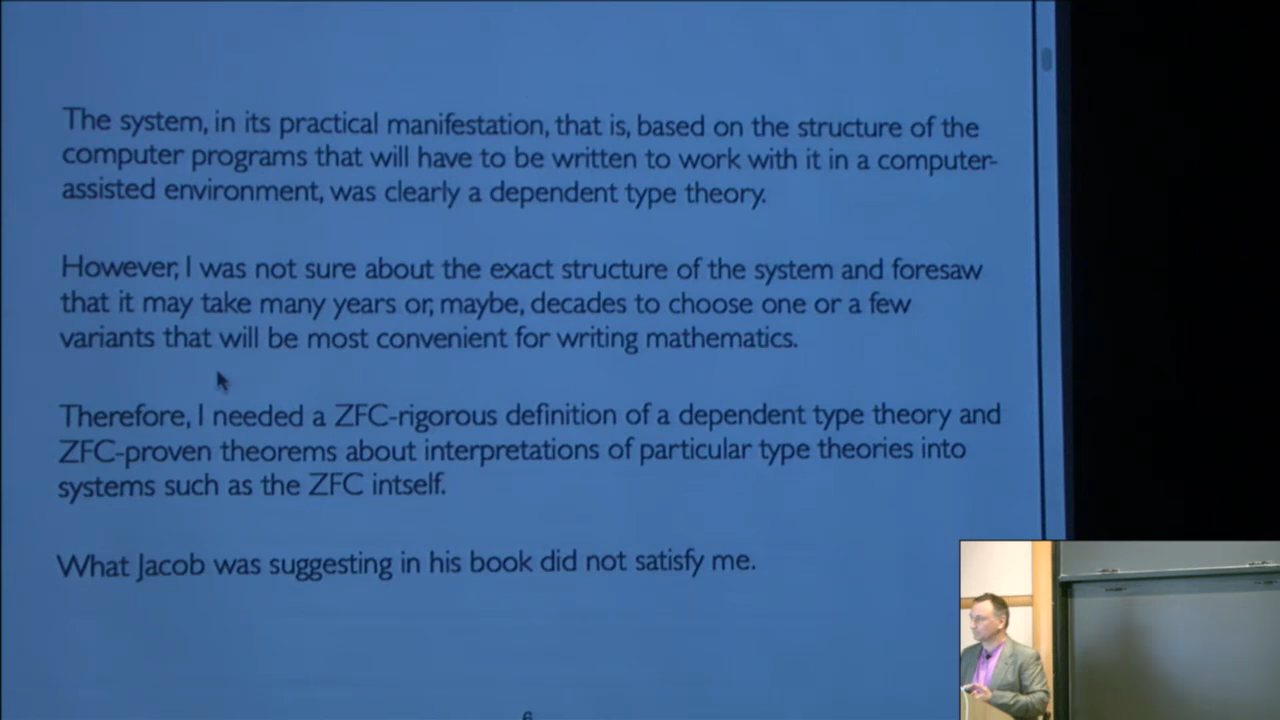 The system, in its practical manifestation, that is, based on the structure of the
computer programs that will have to be written to work with it in a computer-
assisted environment, was clearly a dependent type theory.
However, I was not sure about the exact structure of the system and foresaw
that it may take many years or, maybe, decades to choose one or a few
variants that will be most convenient for writing mathematics.
Therefore, I needed a ZFC-rigorous definition of a dependent type theory and
ZFC-proven theorems about interpretations of particular type theories into
systems such as the ZFC intself.
What Jacob was suggesting in his book did not satisfy me.
6